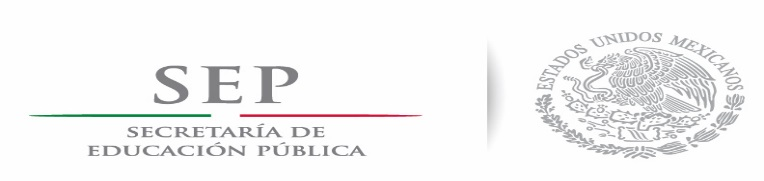 SEP
SECRETARÍA DE
EDUCACIÓN PÚBLICA
ESTADOS UNIDOS MEXICANOS